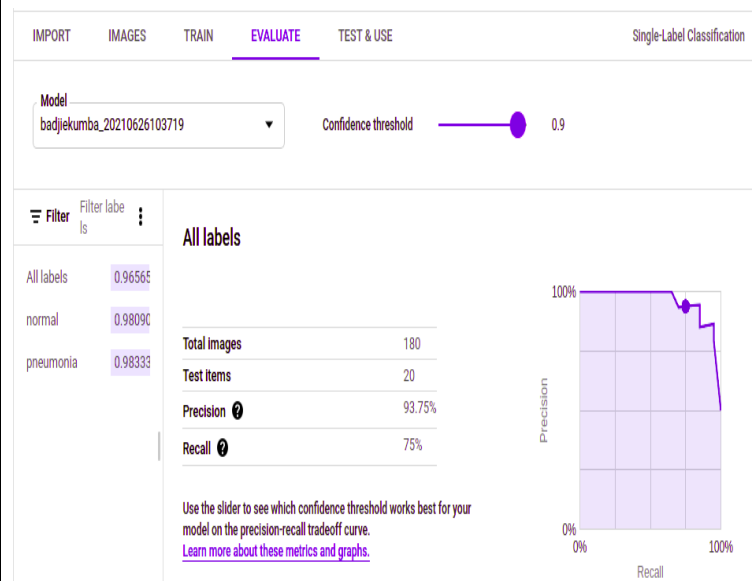 IMPORT IMAGES TRAIN EVALUATE TEST & USE Single-Label Classification
Model
badjiekumba_20210626103719
Confidence threshold 0.9
Filter Filter labe
ls
All labels
All labels 0.96565
normal 0.98090
pneumonia 0.98333
Total images 180
Test items 20
Precision ? 93.75%
Recall ? 75%
Use the slider to see which confidence threshold works best for your
model on the precision-recall tradeoff curve.
Learn more about these metrics and graphs.
100%
Precision
0%
0% 100%
Recall